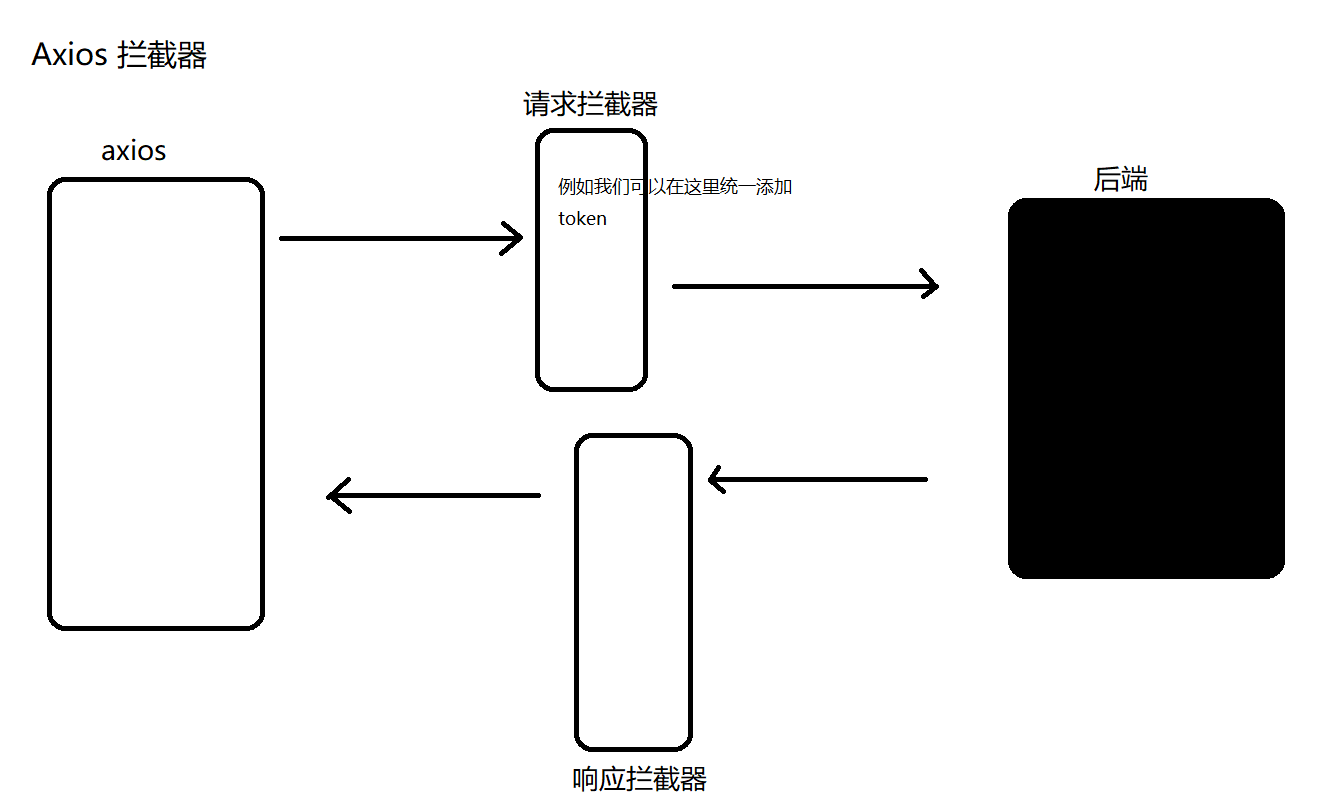 Axios 拦截器
请求拦截器
axios
例如我们可以在这里统一添加
token
后端
响应拦截器